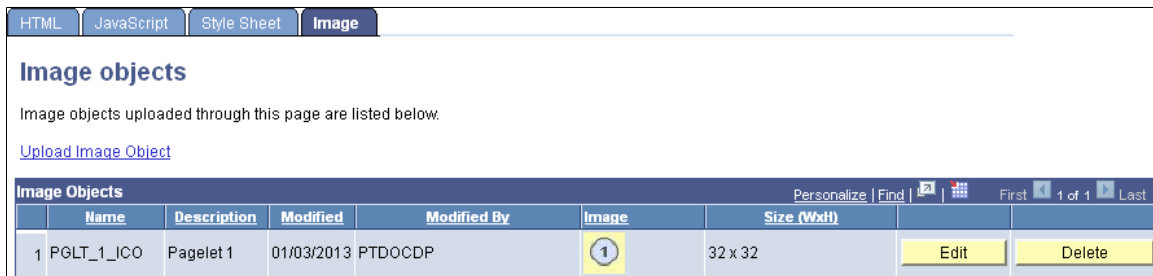 HTML JavaScript Style Sheet Image
Image objects
Image objects uploaded through this page are listed below.
Upload Image Object
Image Objects Personalize | Find | | First 1 of 1 Last
Name Description Modified Modified By Image Size (WxH)
1 PGLT_1_ICO Pagelet 1 01/03/2013 PTDOCDP 1 32 x 32 Edit Delete